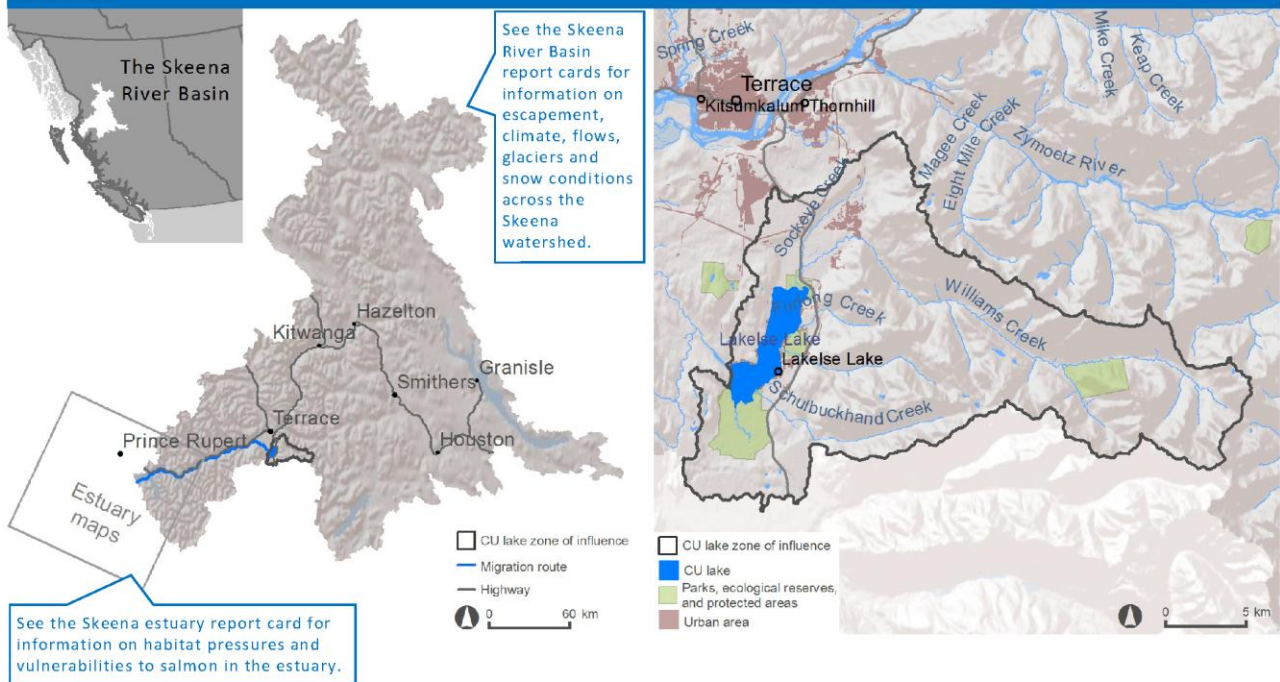 The Skeena
River Basin
See the Skeena
River Basin
report cards for
information on
escapement,
climate, flows,
glaciers and
snow conditions
across the
Skeena
watershed.
Hazelton
Kitwanga
Granisle
Smithers
Terrace
Prince Rupert
Houston
Estuary
maps
CU lake zone of influence
Migration route
Highway
0 60 km
See the Skeena estuary report card for
information on habitat pressures and
vulnerabilities to salmon in the estuary.
Spring Creek
Terrace
Kitsumkalum Thornhill
Mike Creek
Keap Creek
Magee Creek
Eight Mile Creek
Zymoetz River
Sockeye Creek
Williams Creek
Furlong Creek
Lakelse Lake
Lakelse Lake
Schulbuckhand Creek
CU lake zone of influence
CU lake
Parks, ecological reserves,
and protected areas
Urban area
0 5 km